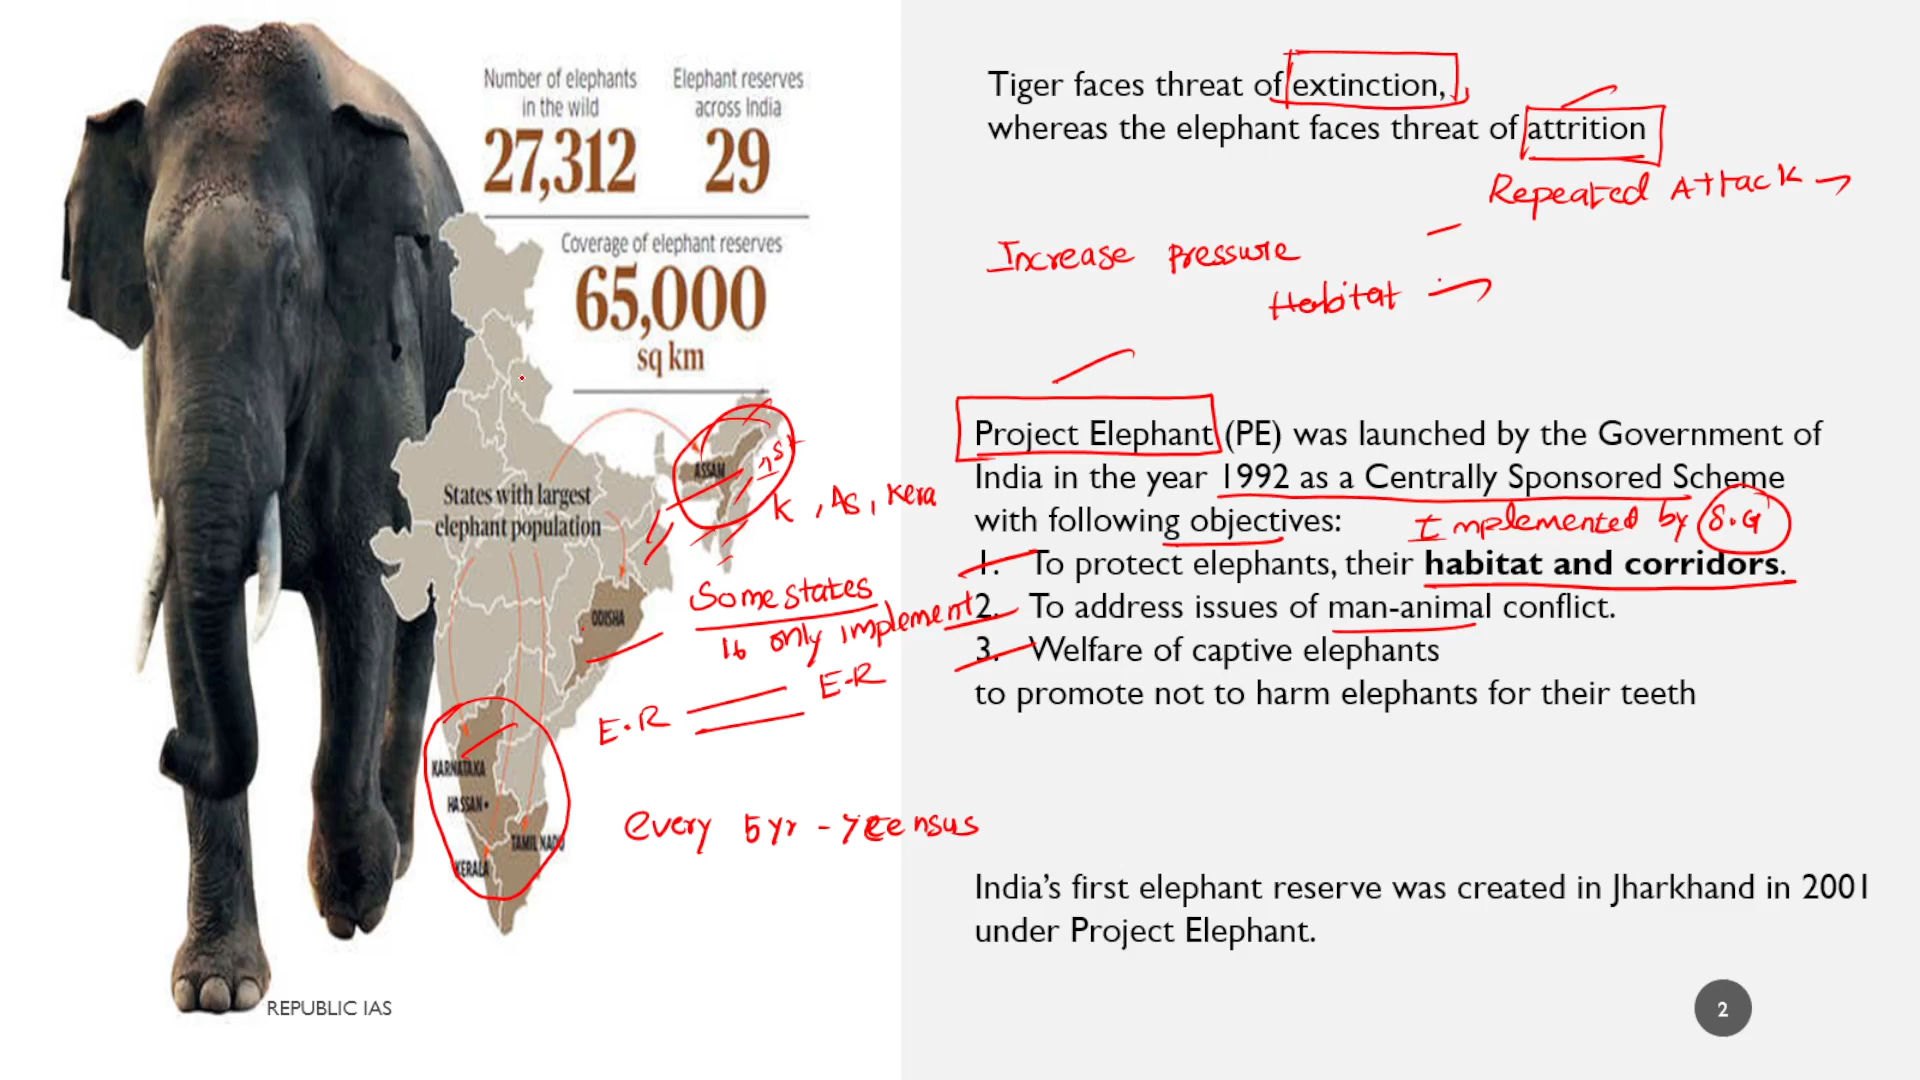 Number of elephants
in the wild
27,312
Elephant reserves
across India
29
Coverage of elephant reserves
65,000
sq km
States with largest
elephant population
ASSAM
ODISHA
KARNATAKA
HASSAN
TAMIL NADU
KERALA
1st
K, As, Kera
Some states
only implement
E.R
E-R
every 5 yr - census
REPUBLIC IAS
Tiger faces threat of extinction,
whereas the elephant faces threat of attrition
Repeated Attack
Increase pressure
Habitat
Project Elephant (PE) was launched by the Government of
India in the year 1992 as a Centrally Sponsored Scheme
with following objectives:
Implemented by S.G
1. To protect elephants, their habitat and corridors.
2. To address issues of man-animal conflict.
3. Welfare of captive elephants
to promote not to harm elephants for their teeth
India's first elephant reserve was created in Jharkhand in 2001
under Project Elephant.
2